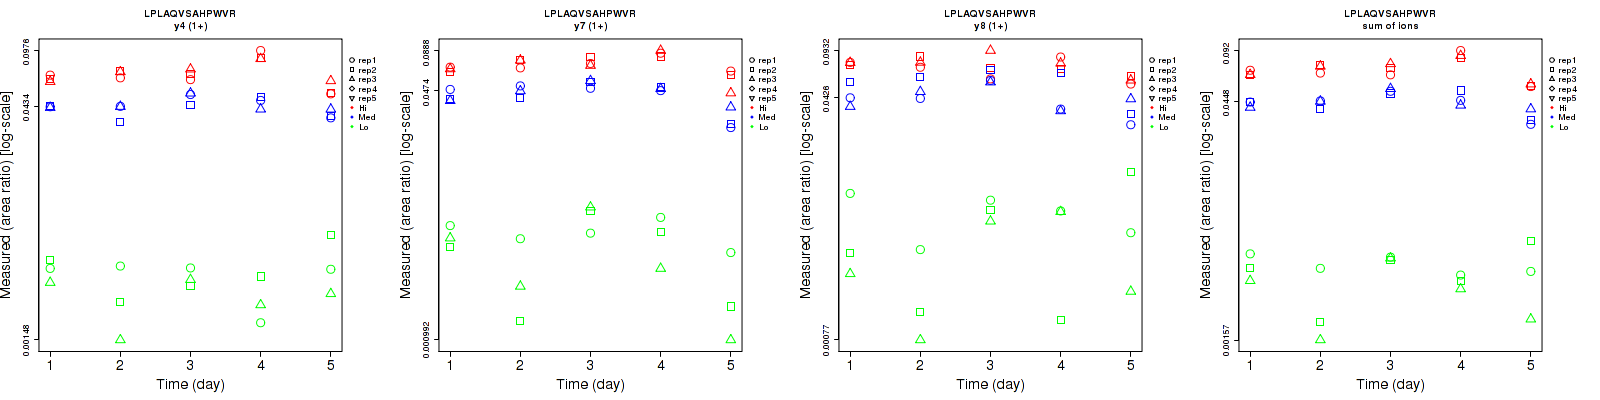 LPLAQVSAHPWVR
y4 (1+)
Measured (area ratio) [log-scale]
0.0976
0.0434
0.00148
1 2 3 4 5
Time (day)
rep1
rep2
rep3
rep4
rep5
Hi
Med
Lo
LPLAQVSAHPWVR
y7 (1+)
Measured (area ratio) [log-scale]
0.0888
0.0474
0.000992
1 2 3 4 5
Time (day)
rep1
rep2
rep3
rep4
rep5
Hi
Med
Lo
LPLAQVSAHPWVR
y8 (1+)
Measured (area ratio) [log-scale]
0.0932
0.0426
0.00077
1 2 3 4 5
Time (day)
rep1
rep2
rep3
rep4
rep5
Hi
Med
Lo
LPLAQVSAHPWVR
sum of ions
Measured (area ratio) [log-scale]
0.092
0.0448
0.00157
1 2 3 4 5
Time (day)
rep1
rep2
rep3
rep4
rep5
Hi
Med
Lo